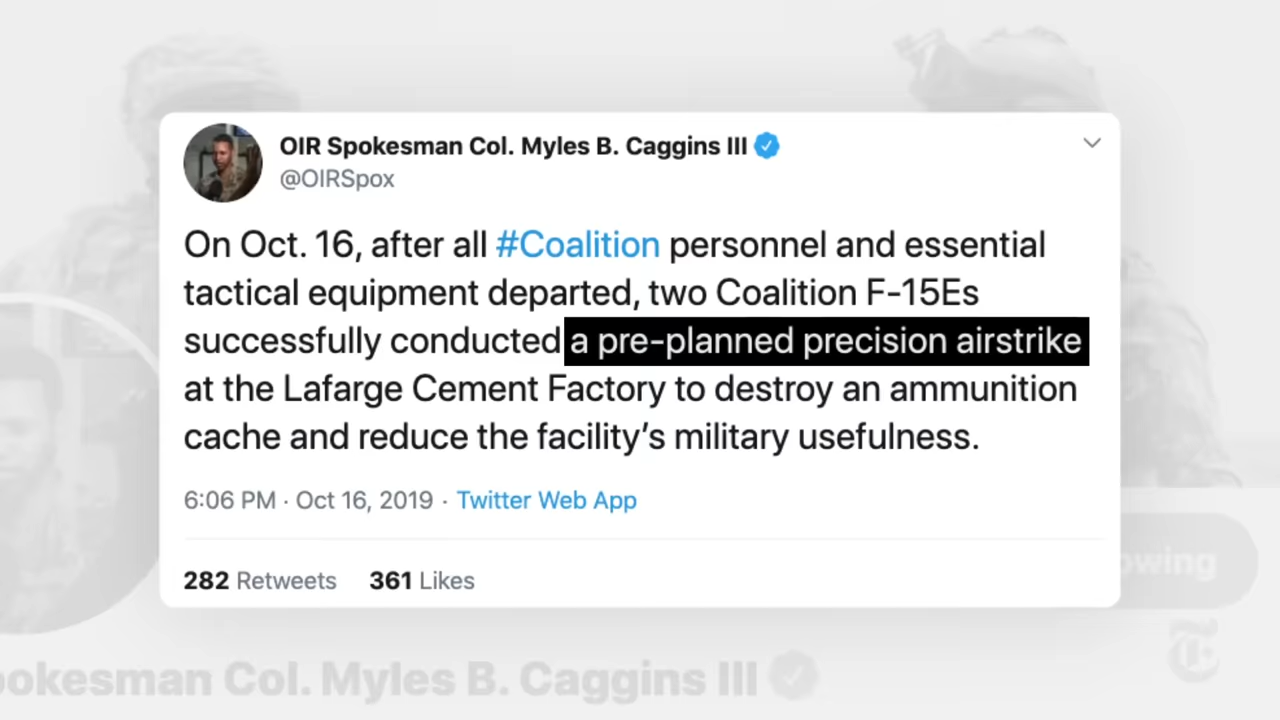 OIR Spokesman Col. Myles B. Caggins III
@OIRSpox
On Oct. 16, after all #Coalition personnel and essential
tactical equipment departed, two Coalition F-15Es
successfully conducted a pre-planned precision airstrike
at the Lafarge Cement Factory to destroy an ammunition
cache and reduce the facility’s military usefulness.
6:06 PM · Oct 16, 2019 · Twitter Web App
282 Retweets 361 Likes
owing
pokesman Col. Myles B. Caggins III